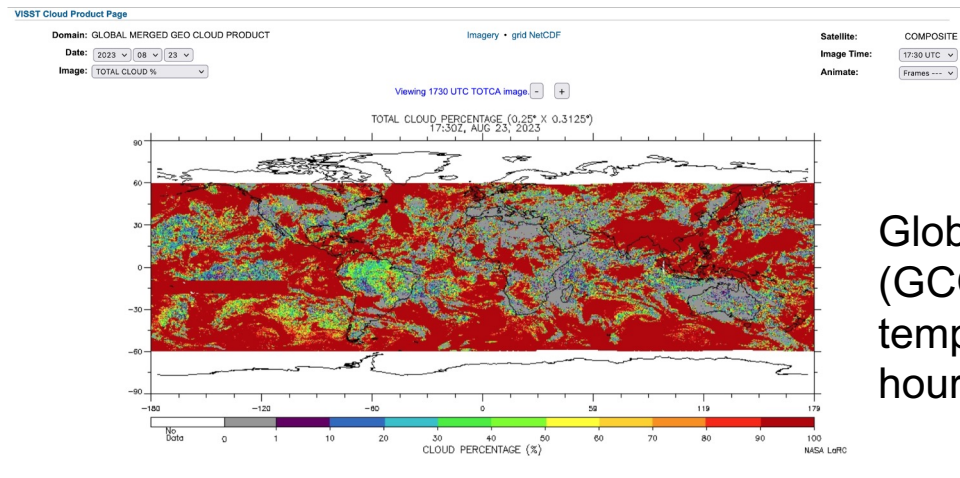 VISST Cloud Product Page
Domain: GLOBAL MERGED GEO CLOUD PRODUCT
Imagery • grid NetCDF
Satellite: COMPOSITE
Date: 2023 08 23
Image Time: 17:30 UTC
Image: TOTAL CLOUD %
Animate: Frames ---
Viewing 1730 UTC TOTCA image. - +
TOTAL CLOUD PERCENTAGE (0.25° X 0.3125°)
17:30Z, AUG 23, 2023
90
60
30
0
-30
-60
-90
-180 -120 -60 0 59 119 179
No Data 0 1 10 20 30 40 50 60 70 80 90 100
CLOUD PERCENTAGE (%)
NASA LaRC
Glob
(GC
temp
hour